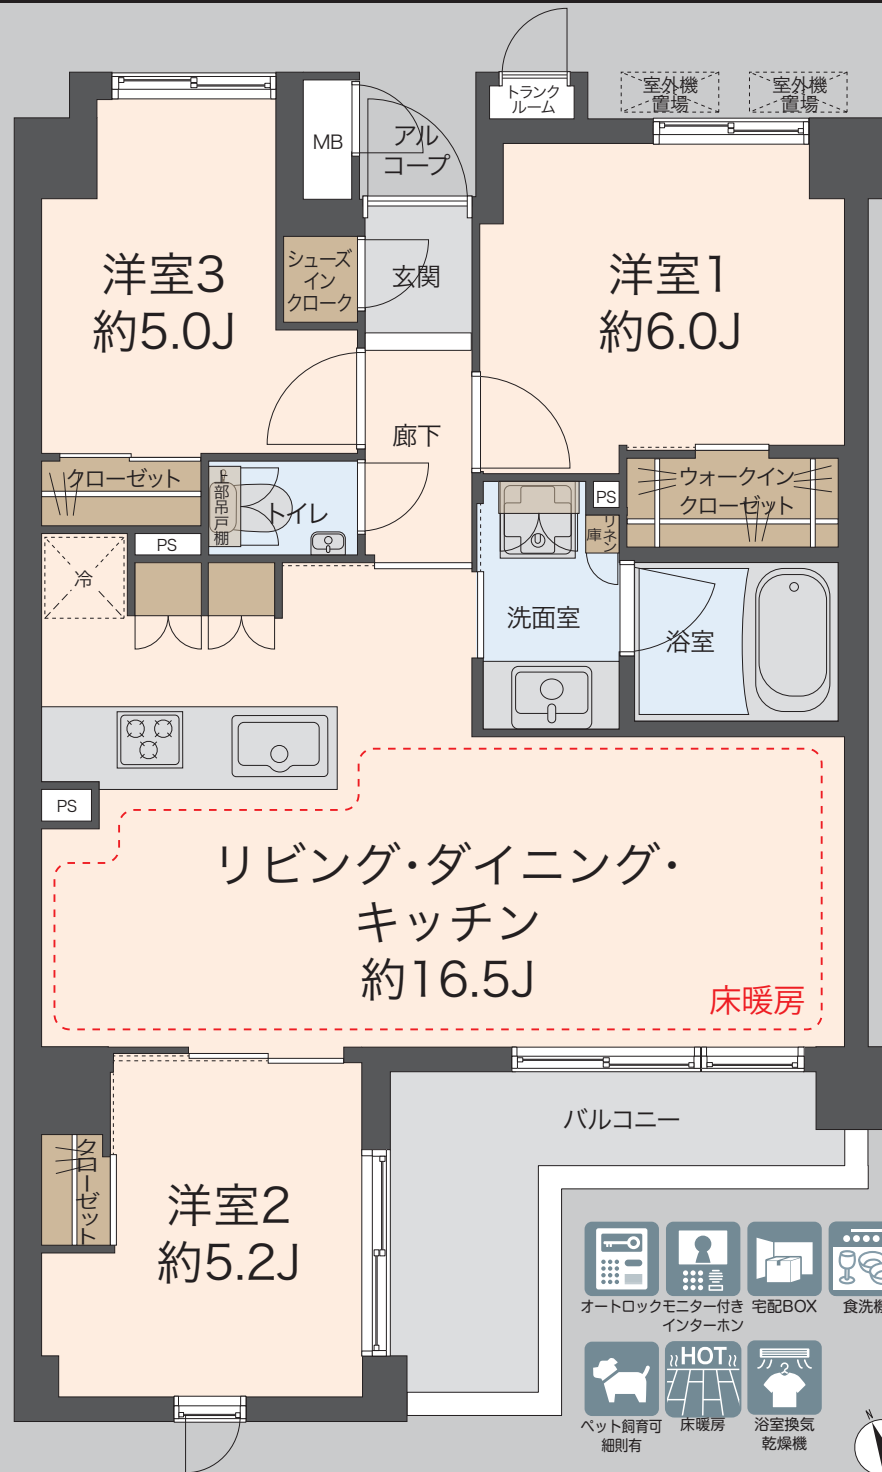 トランク
ルーム
室外機
置場
室外機
置場
MB
アル
コープ
洋室3
約5.0J
シューズ
イン
クローク
玄関
洋室1
約6.0J
廊下
クローゼット
上部吊戸棚
トイレ
PS
リネン
庫
ウォークイン
クローゼット
PS
冷
洗面室
浴室
PS
リビング・ダイニング・
キッチン
約16.5J
床暖房
バルコニー
クローゼット
洋室2
約5.2J
オートロック
モニター付き
インターホン
宅配BOX
食洗機
HOT
ペット飼育可
細則有
床暖房
浴室換気
乾燥機
N